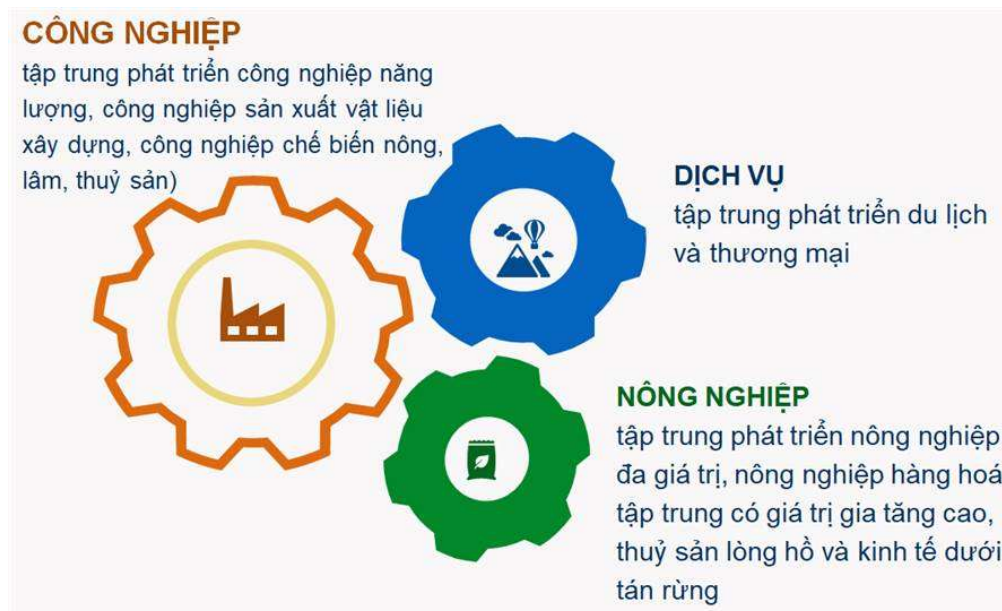 CÔNG NGHIỆP
tập trung phát triển công nghiệp năng
lượng, công nghiệp sản xuất vật liệu
xây dựng, công nghiệp chế biến nông,
lâm, thuỷ sản)
DỊCH VỤ
tập trung phát triển du lịch
và thương mại
NÔNG NGHIỆP
tập trung phát triển nông nghiệp
đa giá trị, nông nghiệp hàng hoá
tập trung có giá trị gia tăng cao,
thuỷ sản lòng hồ và kinh tế dưới
tán rừng